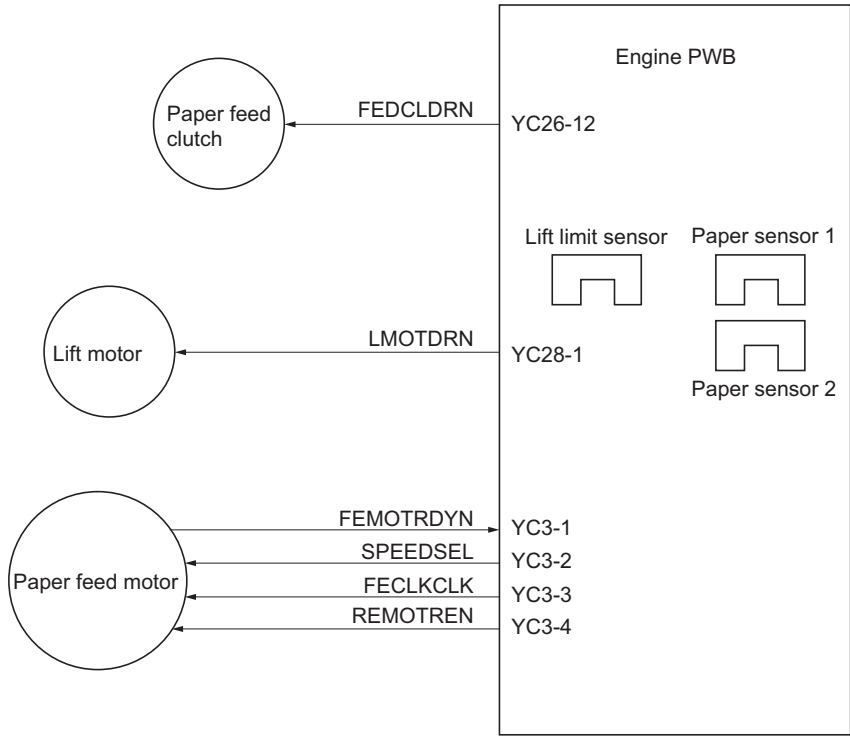 Engine PWB
Paper feed
clutch
FEDCLDRN
YC26-12
Lift limit sensor
Paper sensor 1
Lift motor
LMOTDRN
YC28-1
Paper sensor 2
Paper feed motor
FEMOTRDYN
YC3-1
SPEEDSEL
YC3-2
FECLKCLK
YC3-3
REMOTREN
YC3-4